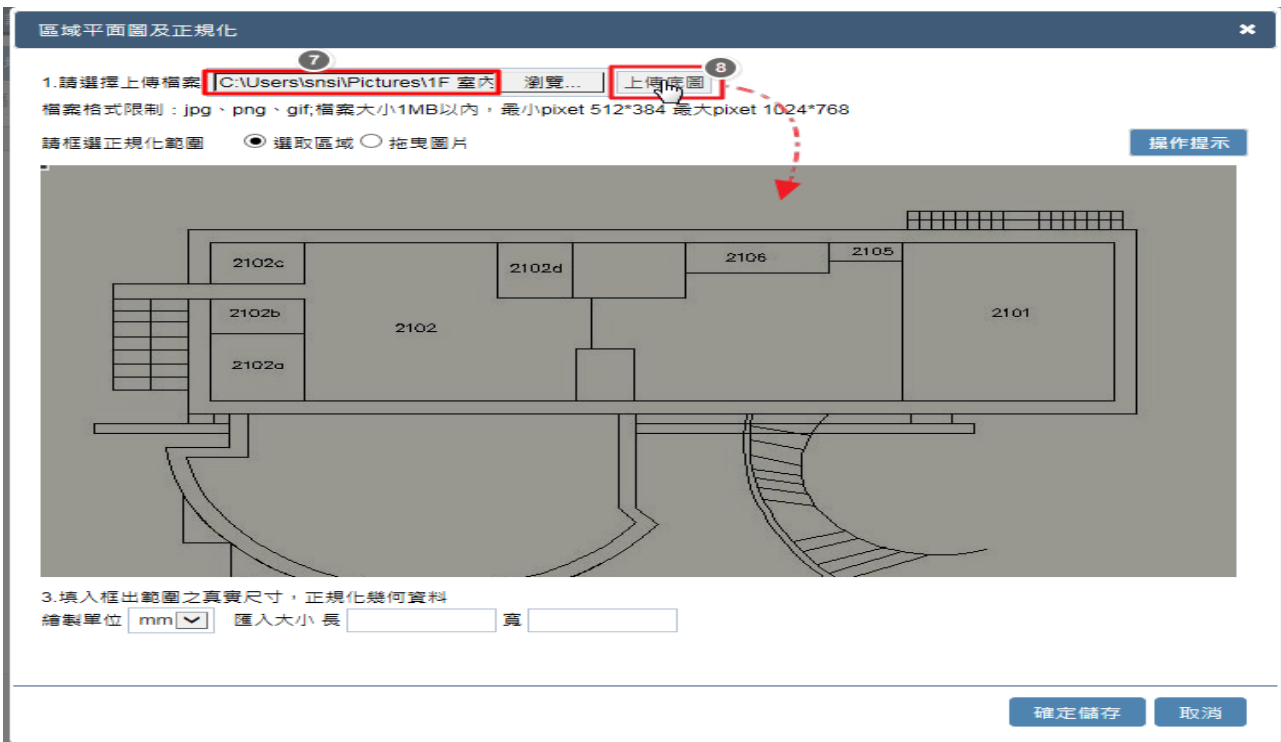 區域平面圖及正規化 ✖
7
8
1.請選擇上傳檔案 C:\Users\snsi\Pictures\1F 室內 瀏覽... 上傳底圖
檔案格式限制：jpg、png、gif;檔案大小1MB以內，最小pixet 512*384 最大pixet 1024*768
請框選正規化範圍 選取區域 拖曳圖片 操作提示
2102c
2102d
2106
2105
2102b
2102
2101
2102a
3.填入框出範圍之真實尺寸，正規化幾何資料
繪製單位 mm 匯入大小 長 寬
確定儲存 取消